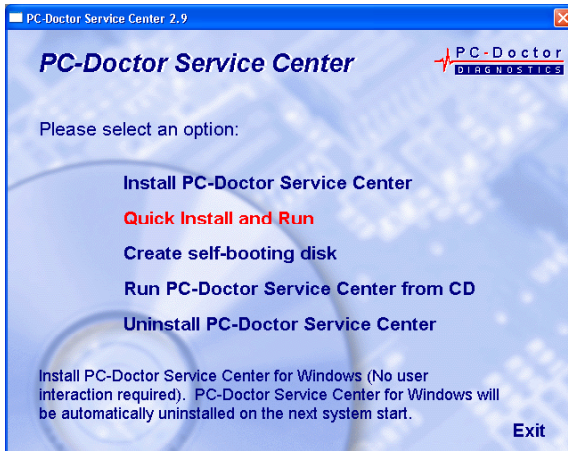 PC-Doctor Service Center 2.9
PC-Doctor Service Center
PC-Doctor
DIAGNOSTICS
Please select an option:
Install PC-Doctor Service Center
Quick Install and Run
Create self-booting disk
Run PC-Doctor Service Center from CD
Uninstall PC-Doctor Service Center
Install PC-Doctor Service Center for Windows (No user
interaction required). PC-Doctor Service Center for Windows will
be automatically uninstalled on the next system start.
Exit